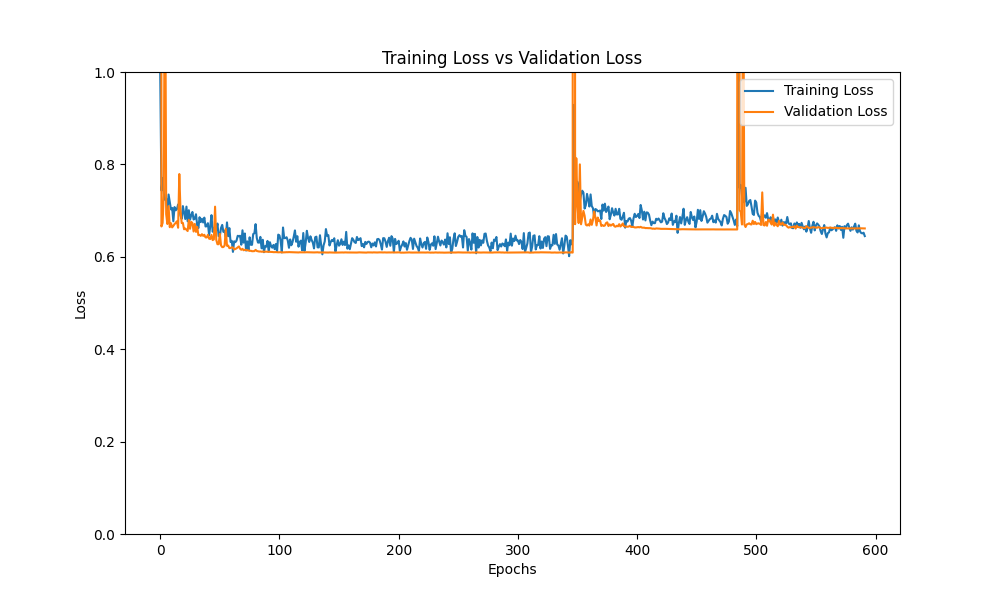 Training Loss vs Validation Loss
Training Loss
Validation Loss
1.0
0.8
0.6
0.4
0.2
0.0
Loss
0 100 200 300 400 500 600
Epochs